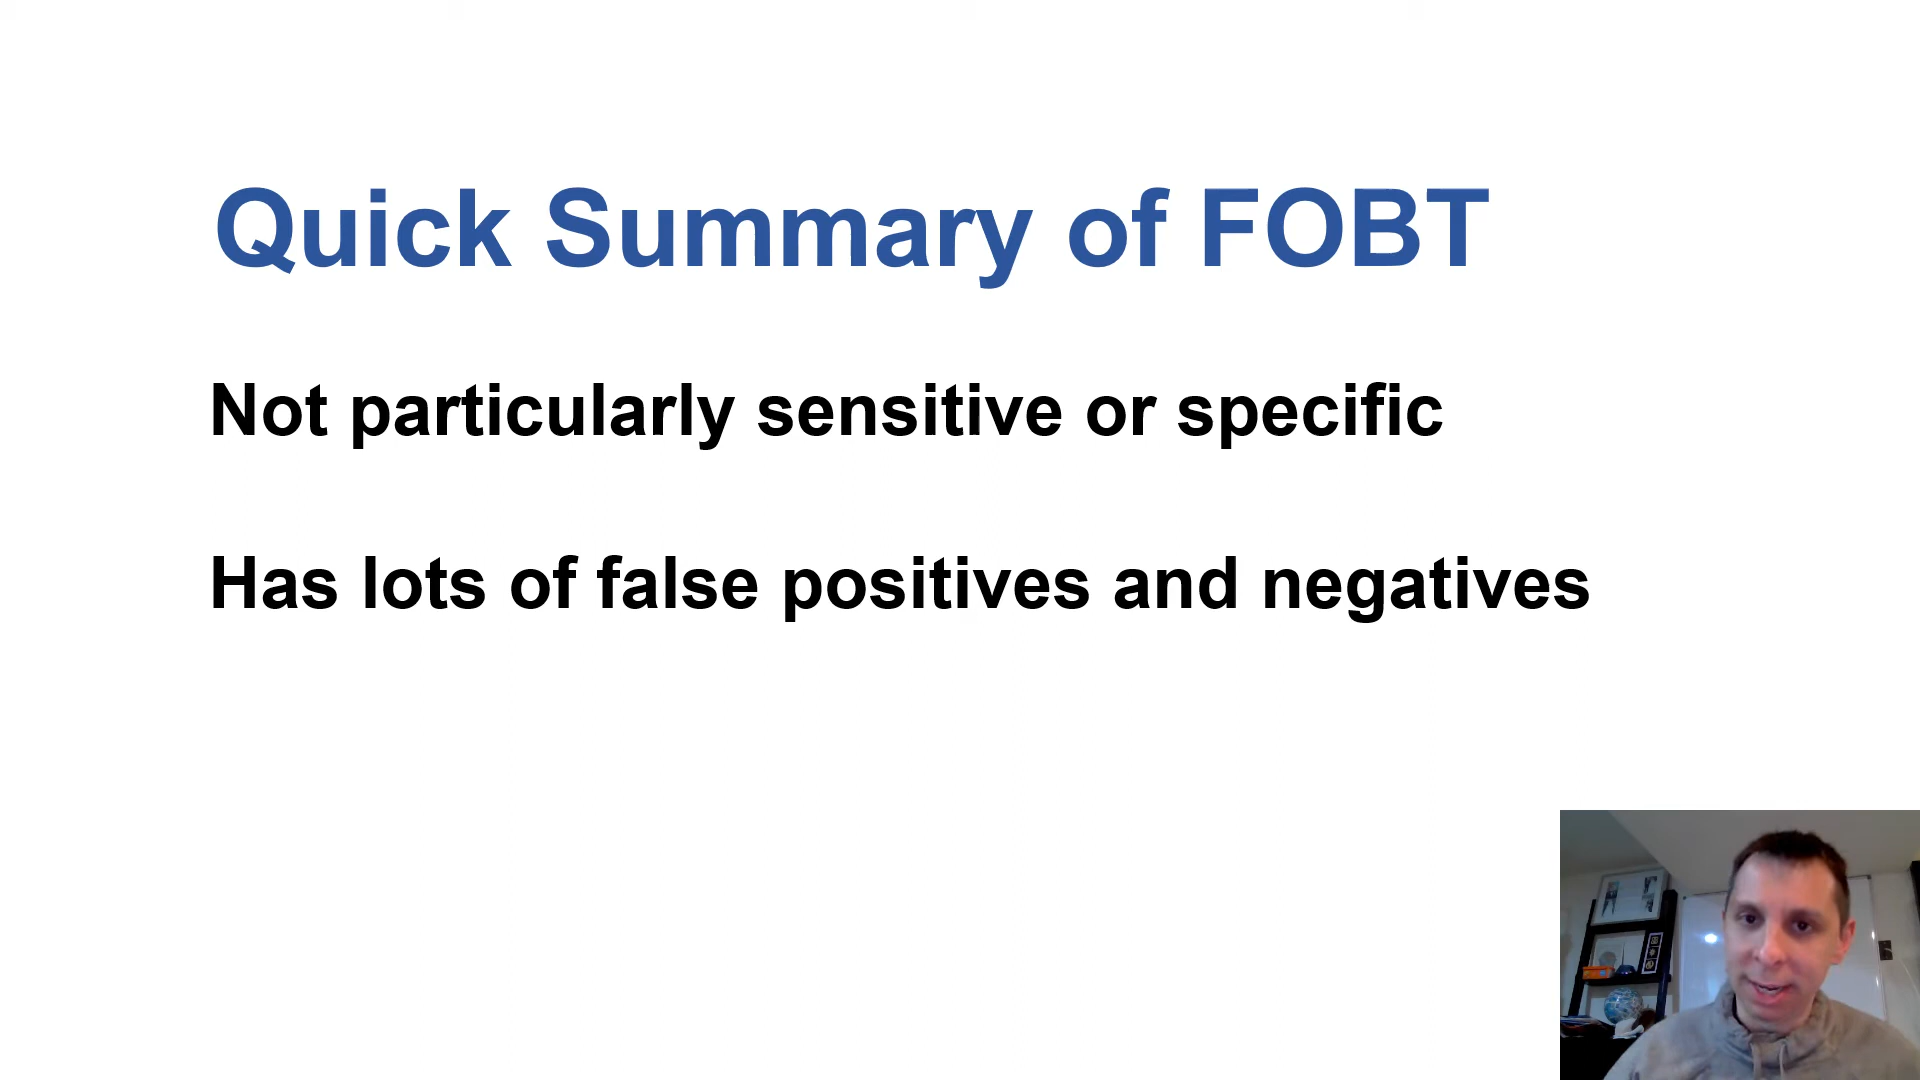 Quick Summary of FOBT
Not particularly sensitive or specific
Has lots of false positives and negatives